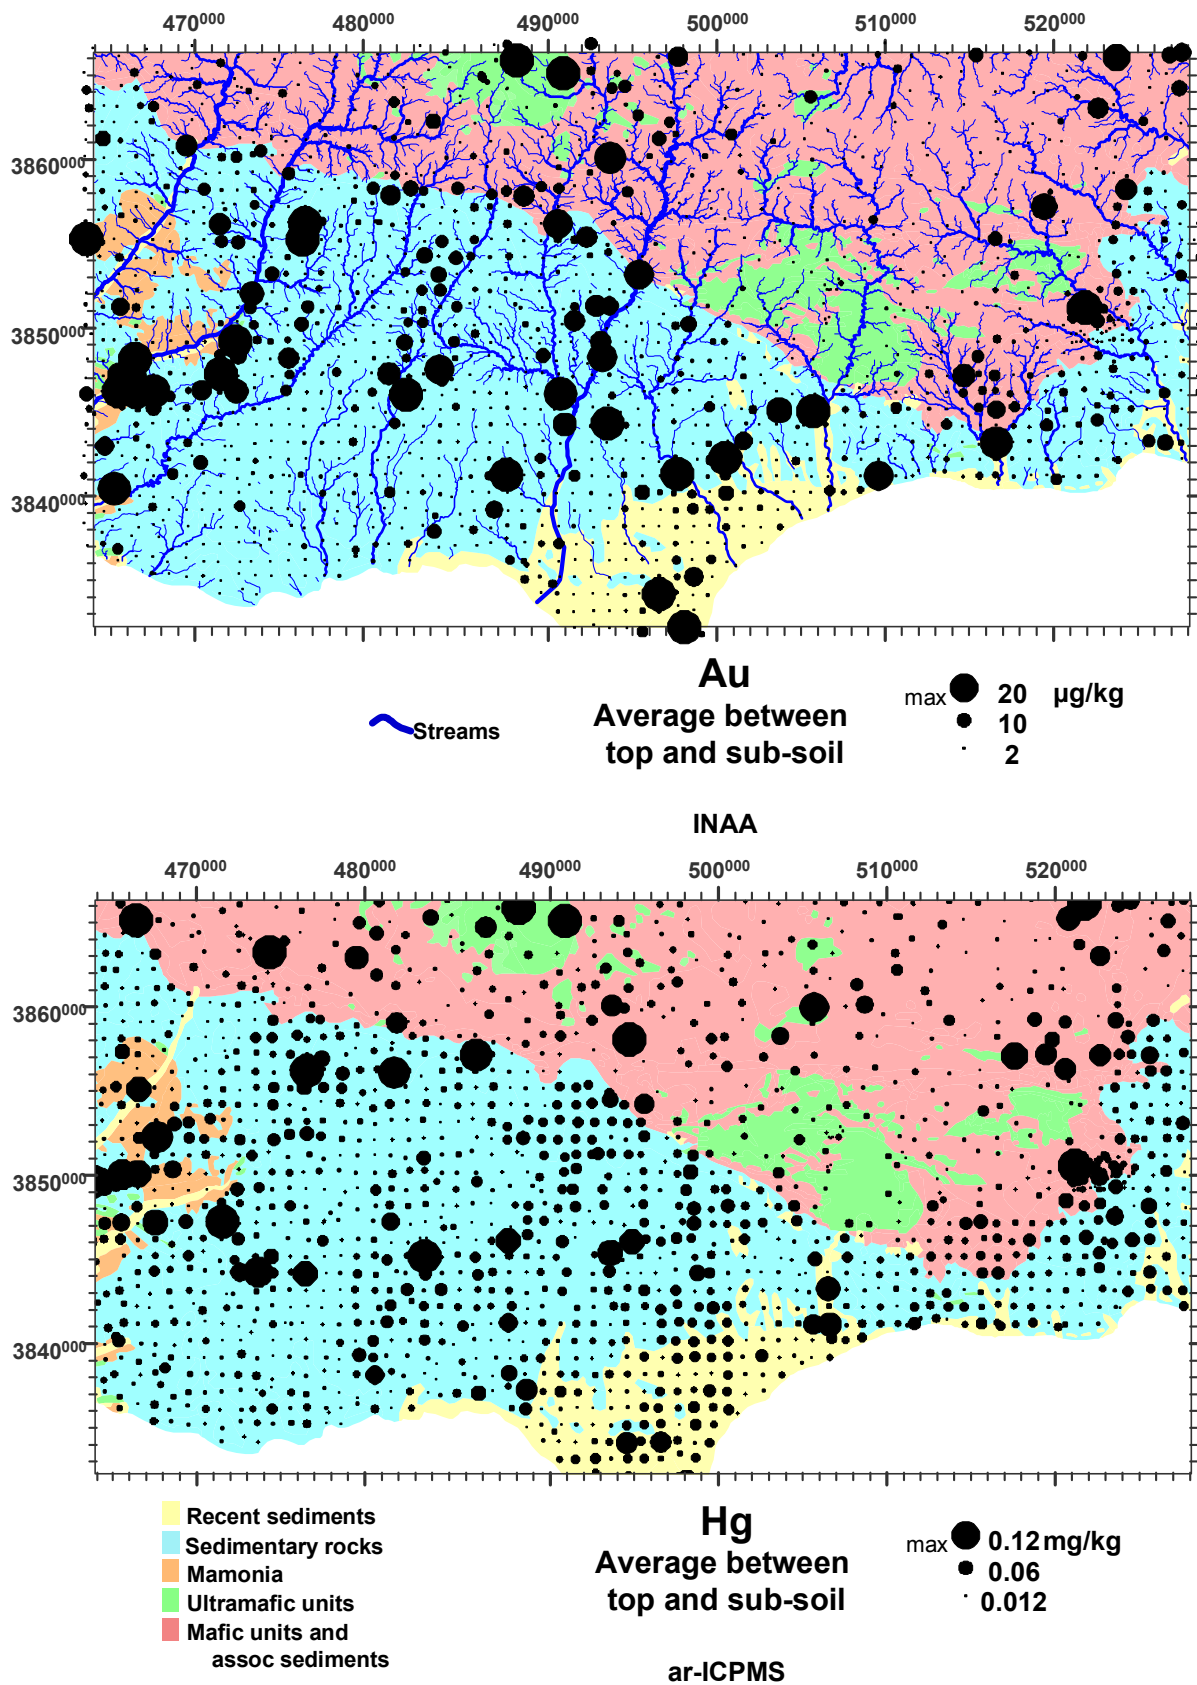 470000 480000 490000 500000 510000 520000
3860000
3850000
3840000
Streams
Au
Average between
top and sub-soil
max 20 µg/kg
10
2
INAA
470000 480000 490000 500000 510000 520000
3860000
3850000
3840000
Recent sediments
Sedimentary rocks
Mamonia
Ultramafic units
Mafic units and
assoc sediments
Hg
Average between
top and sub-soil
max 0.12 mg/kg
0.06
0.012
ar-ICPMS